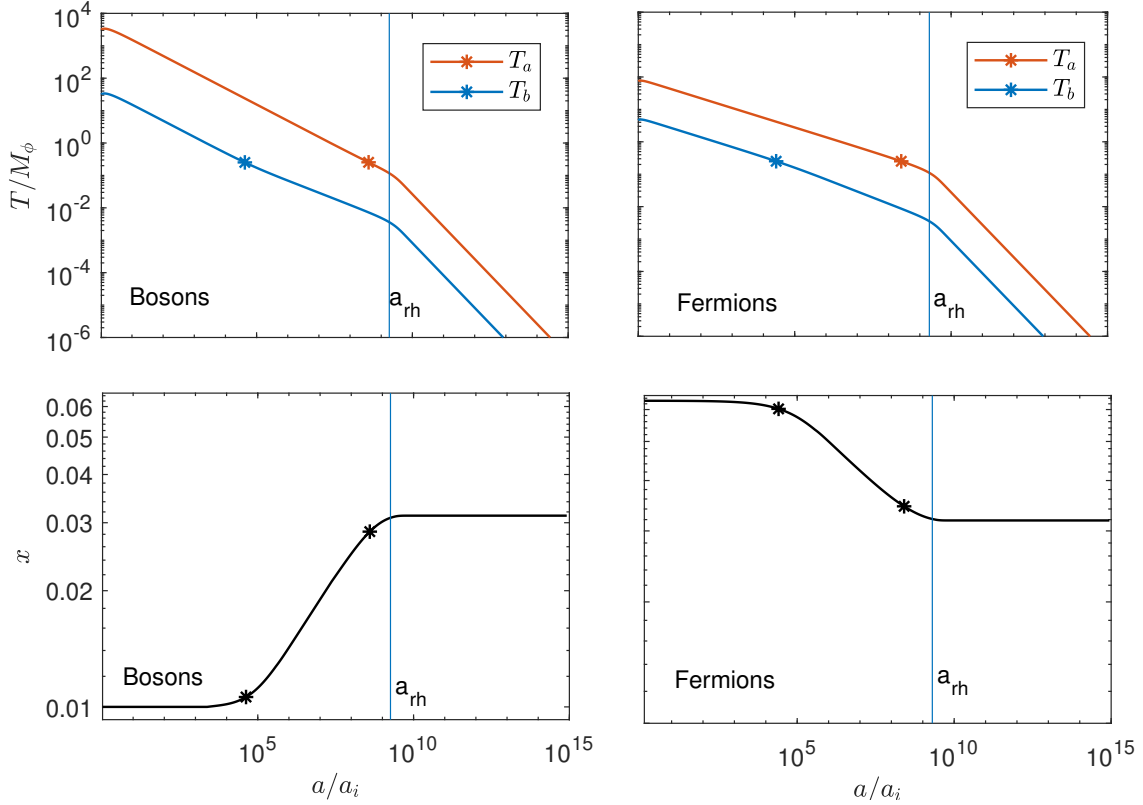 10^4
10^2
10^0
10^-2
10^-4
10^-6
T/M_ϕ
T_a
T_b
Bosons
a_rh
T_a
T_b
Fermions
a_rh
0.06
0.05
0.04
0.03
0.02
0.01
x
Bosons
a_rh
10^5
10^10
10^15
a/a_i
Fermions
a_rh
10^5
10^10
10^15
a/a_i